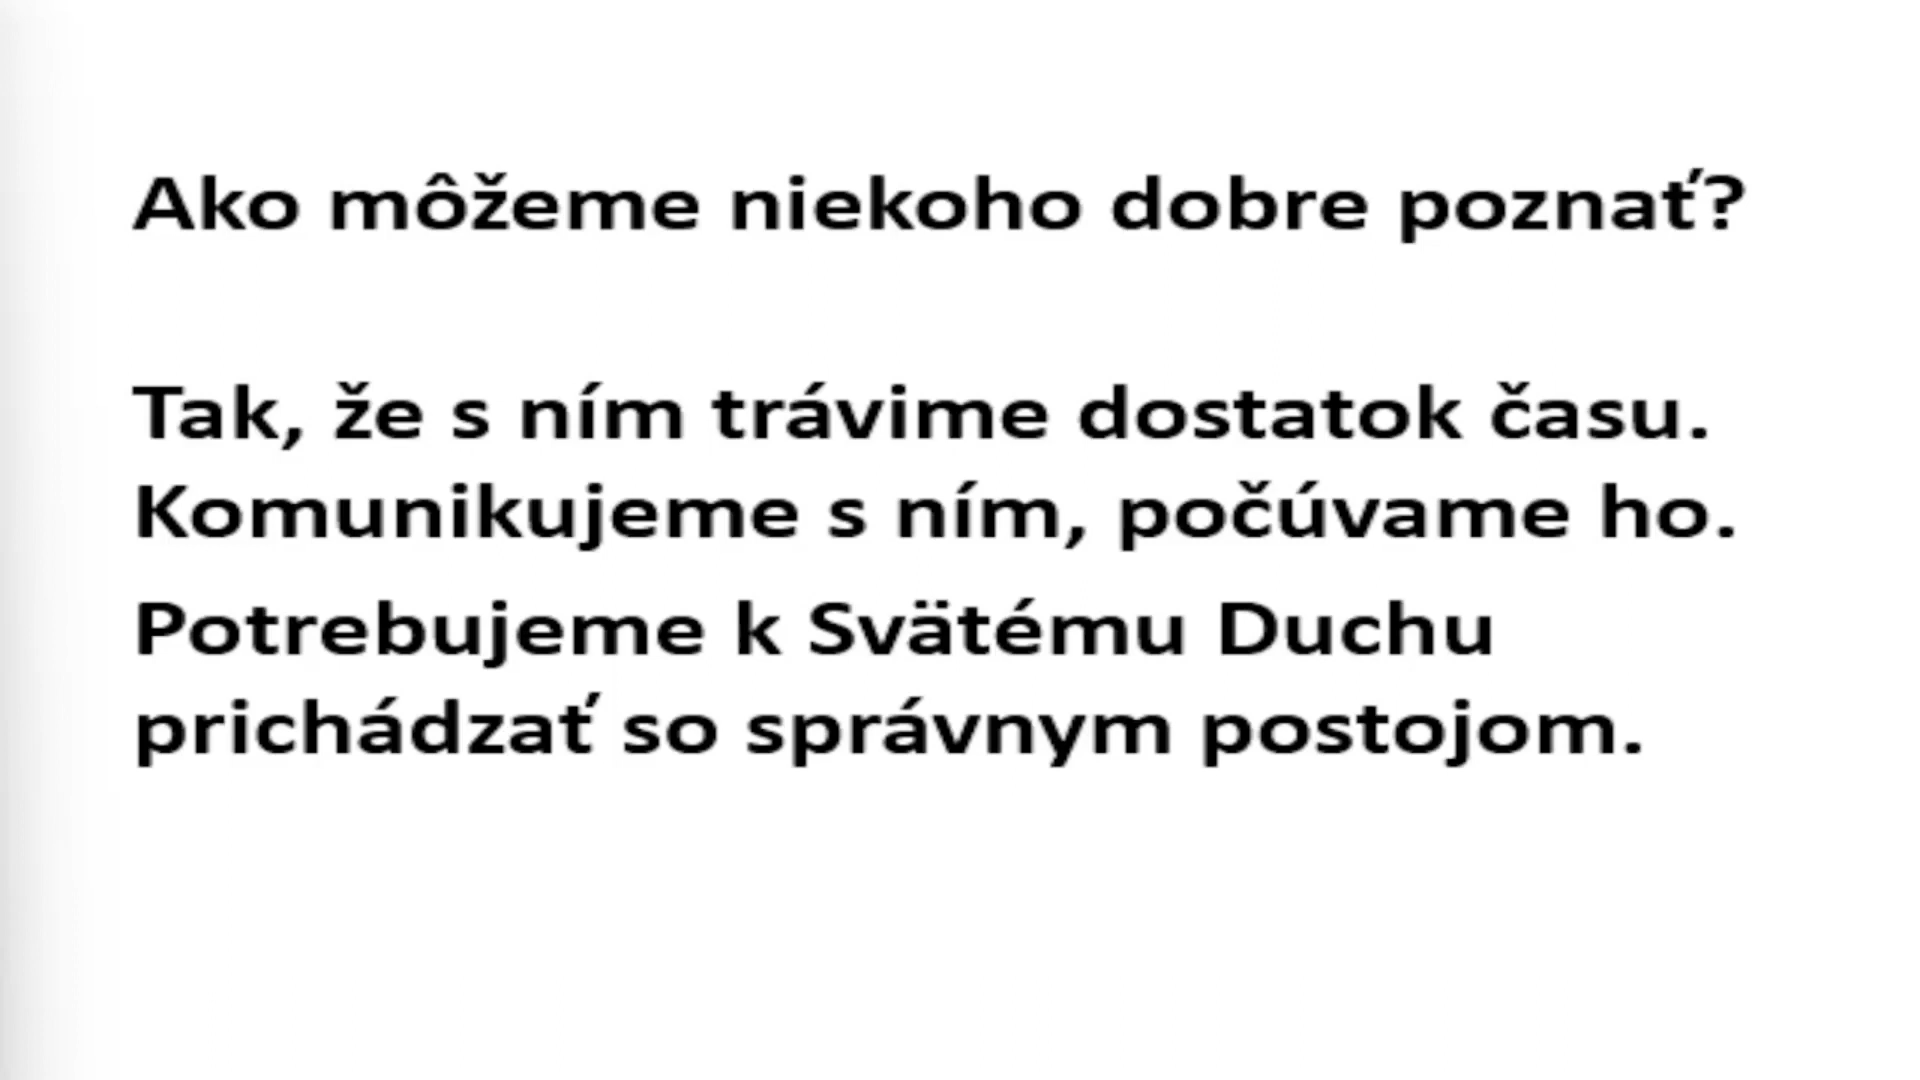 Ako môžeme niekoho dobre poznať?
Tak, že s ním trávime dostatok času.
Komunikujeme s ním, počúvame ho.
Potrebujeme k Svätému Duchu
prichádzať so správnym postojom.